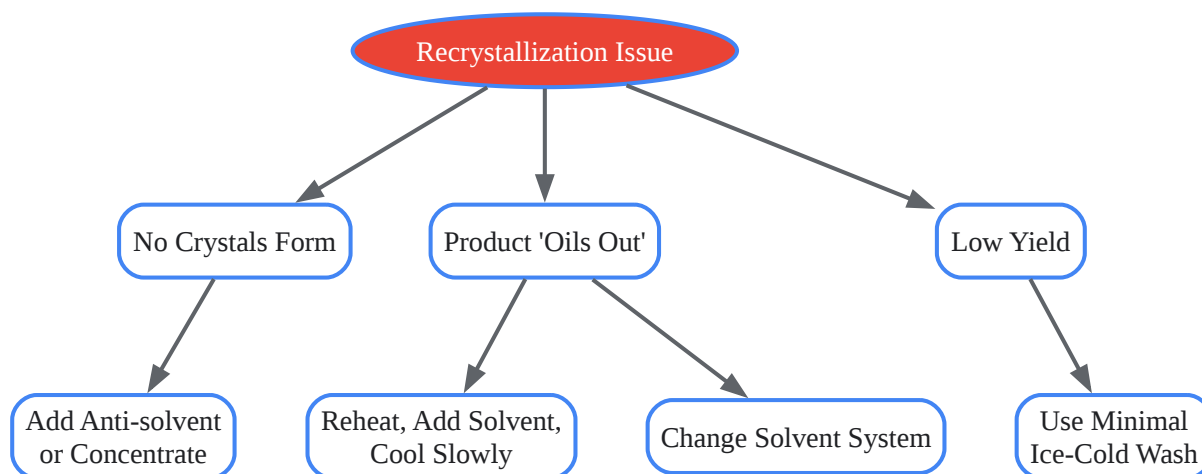 Recrystallization Issue
No Crystals Form
Product 'Oils Out'
Low Yield
Add Anti-solvent
or Concentrate
Reheat, Add Solvent,
Cool Slowly
Change Solvent System
Use Minimal
Ice-Cold Wash